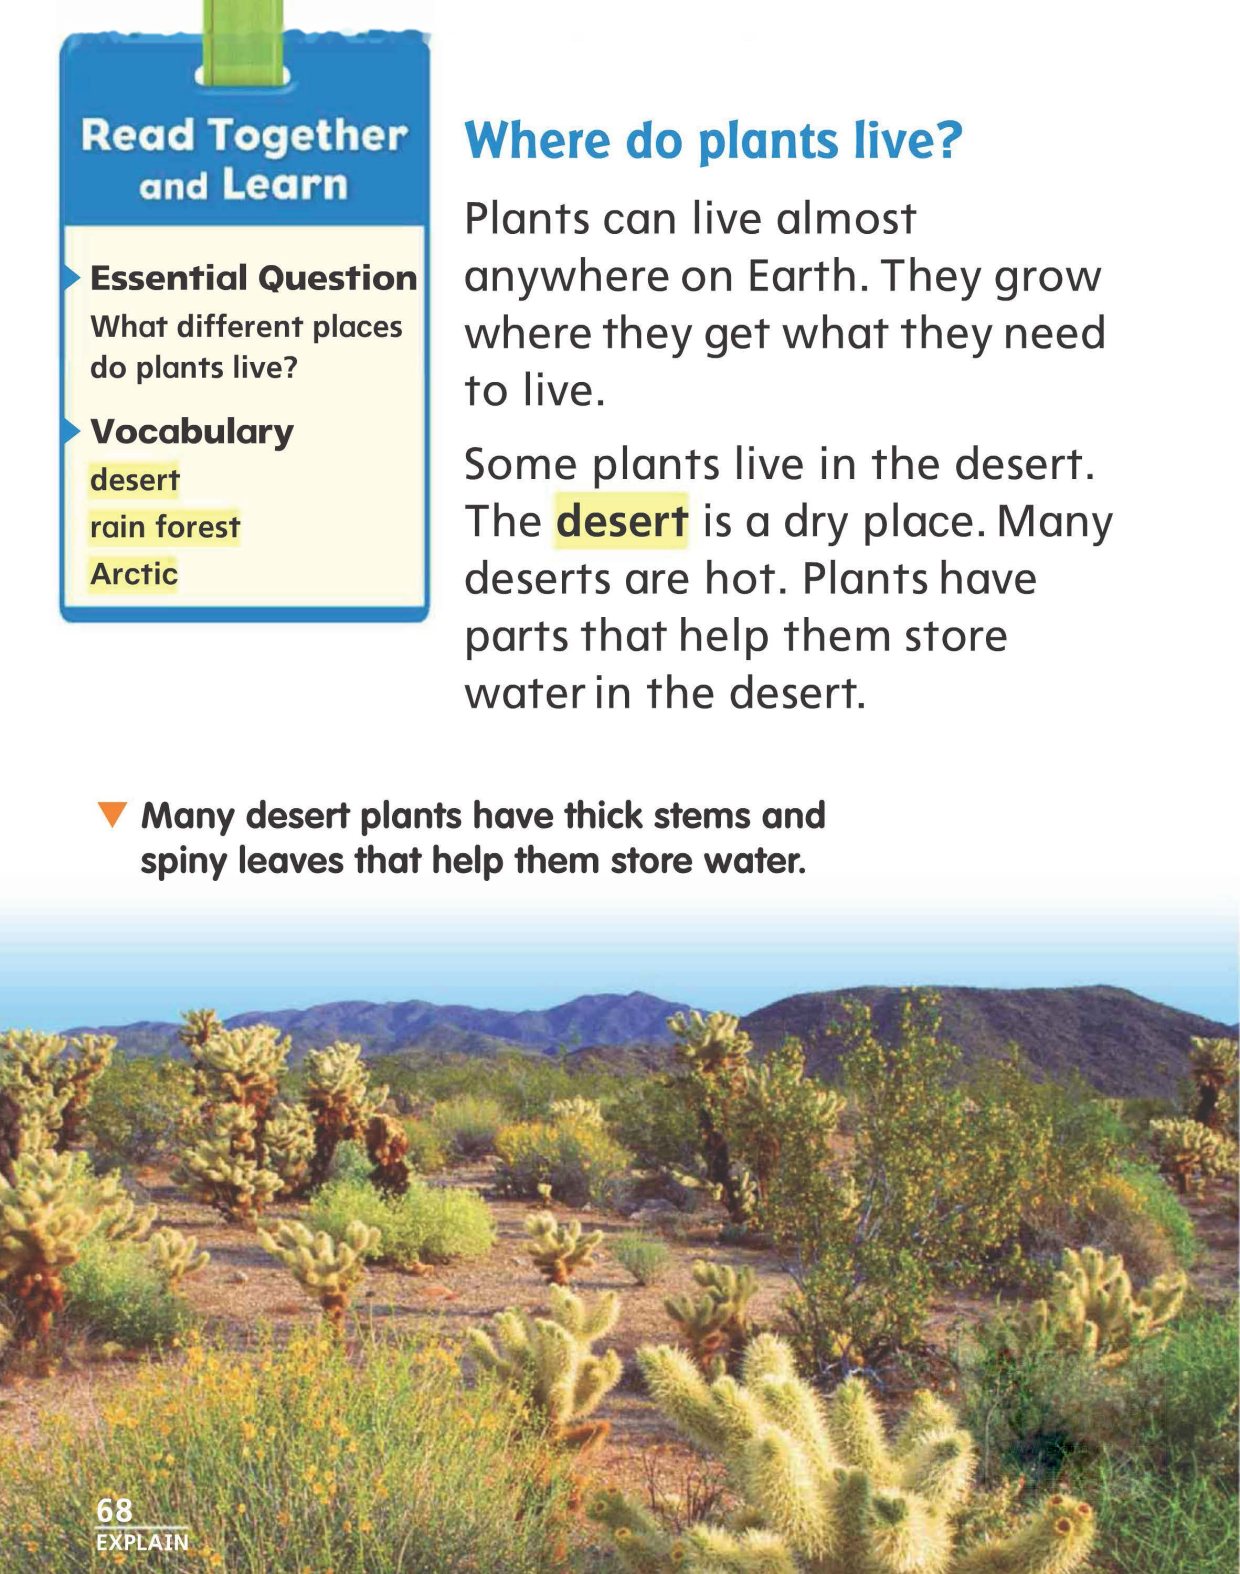 Read Together
and Learn
Essential Question
What different places
do plants live?
Vocabulary
desert
rain forest
Arctic
Where do plants live?
Plants can live almost
anywhere on Earth. They grow
where they get what they need
to live.
Some plants live in the desert.
The desert is a dry place. Many
deserts are hot. Plants have
parts that help them store
water in the desert.
Many desert plants have thick stems and
spiny leaves that help them store water.
68
EXPLAIN